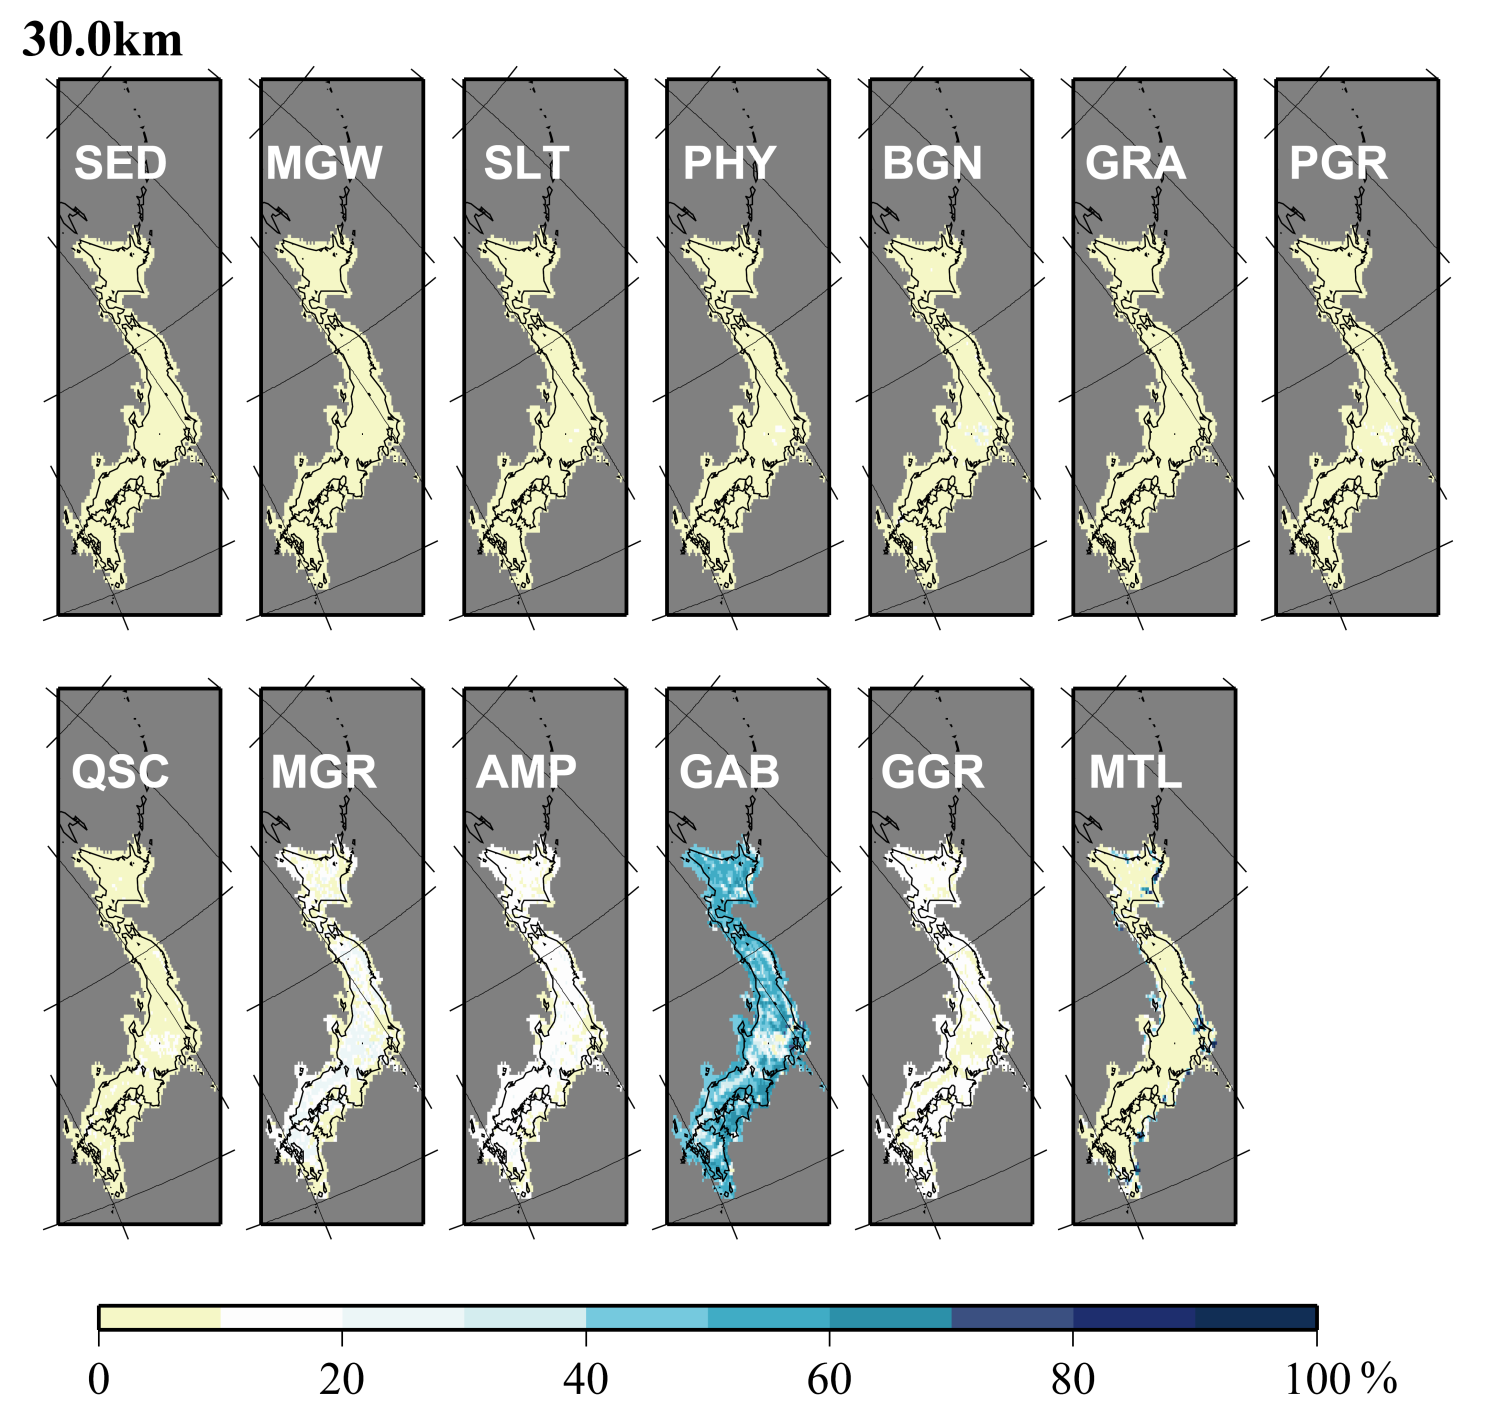 30.0km
SED MGW SLT PHY BGN GRA PGR
QSC MGR AMP GAB GGR MTL
0 20 40 60 80 100 %